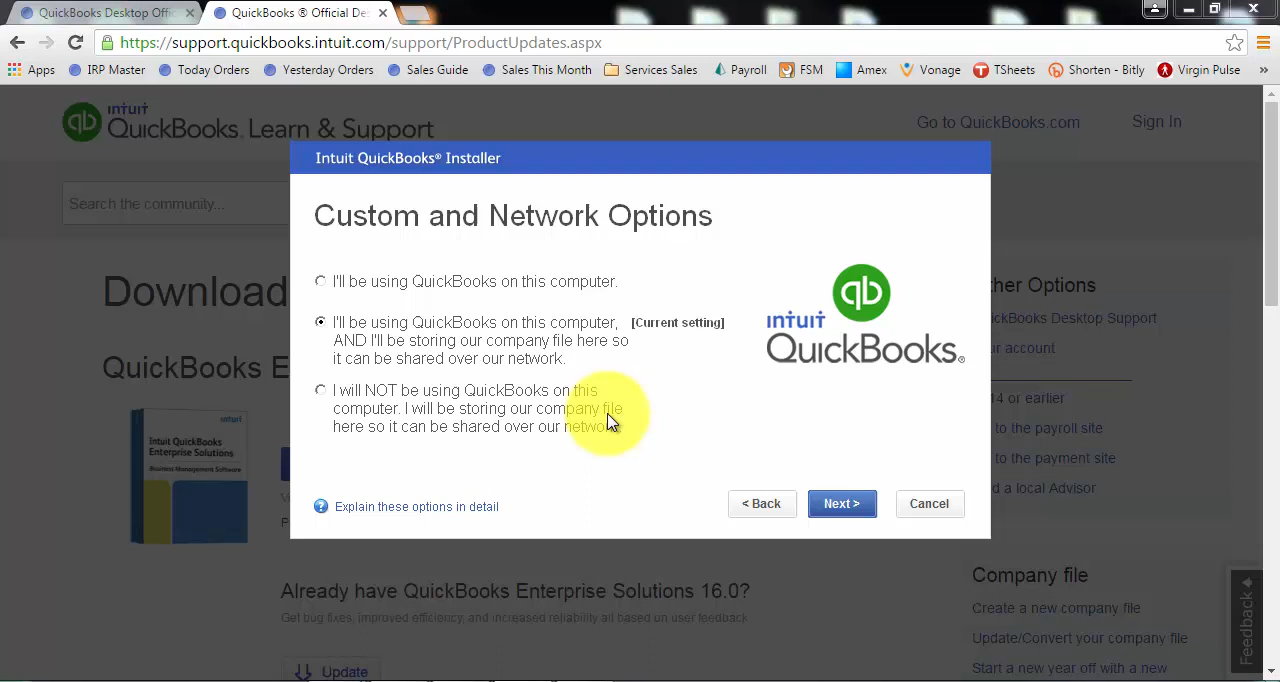 QuickBooks Desktop Offic
QuickBooks ® Official De
https://support.quickbooks.intuit.com/support/ProductUpdates.aspx
Apps
IRP Master
Today Orders
Yesterday Orders
Sales Guide
Sales This Month
Services Sales
Payroll
FSM
Amex
Vonage
TSheets
Shorten - Bitly
Virgin Pulse
»
qb
intuit
QuickBooks. Learn & Support
Go to QuickBooks.com
Sign In
Search the community...
Intuit QuickBooks® Installer
Custom and Network Options
I'll be using QuickBooks on this computer.
I'll be using QuickBooks on this computer, [Current setting]
AND I'll be storing our company file here so
it can be shared over our network.
I will NOT be using QuickBooks on this
computer. I will be storing our company file
here so it can be shared over our network.
qb
intuit
QuickBooks®
Explain these options in detail
< Back
Next >
Cancel
Download
QuickBooks E
intuit
Intuit QuickBooks
Enterprise Solutions
Business Management Software
ther Options
ickBooks Desktop Support
ur account
14 or earlier
to the payroll site
to the payment site
d a local Advisor
Already have QuickBooks Enterprise Solutions 16.0?
Get bug fixes, improved efficiency, and increased reliability all based on user feedback
Update
Company file
Create a new company file
Update/Convert your company file
Start a new year off with a new
Feedback